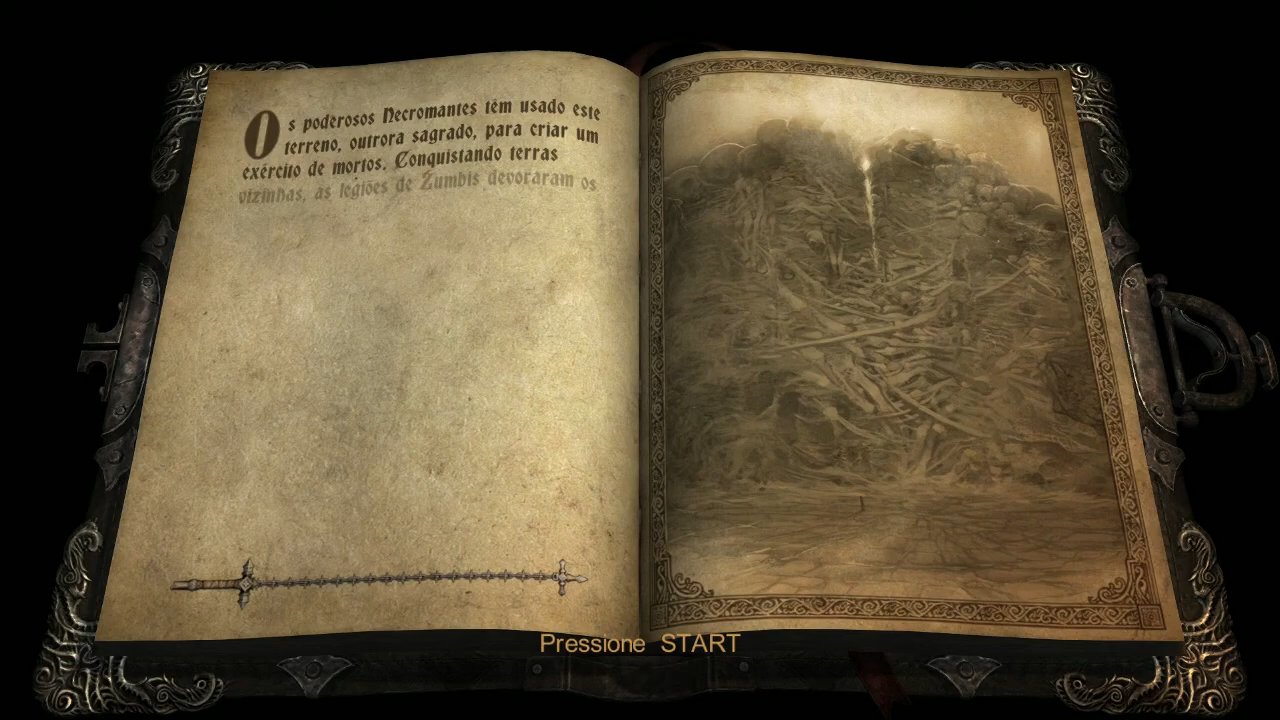 Os poderosos Necromantes têm usado este
terreno, outrora sagrado, para criar um
exército de mortos. Conquistando terras
vizinhas, as legiões de Zumbis devoraram os
Pressione START